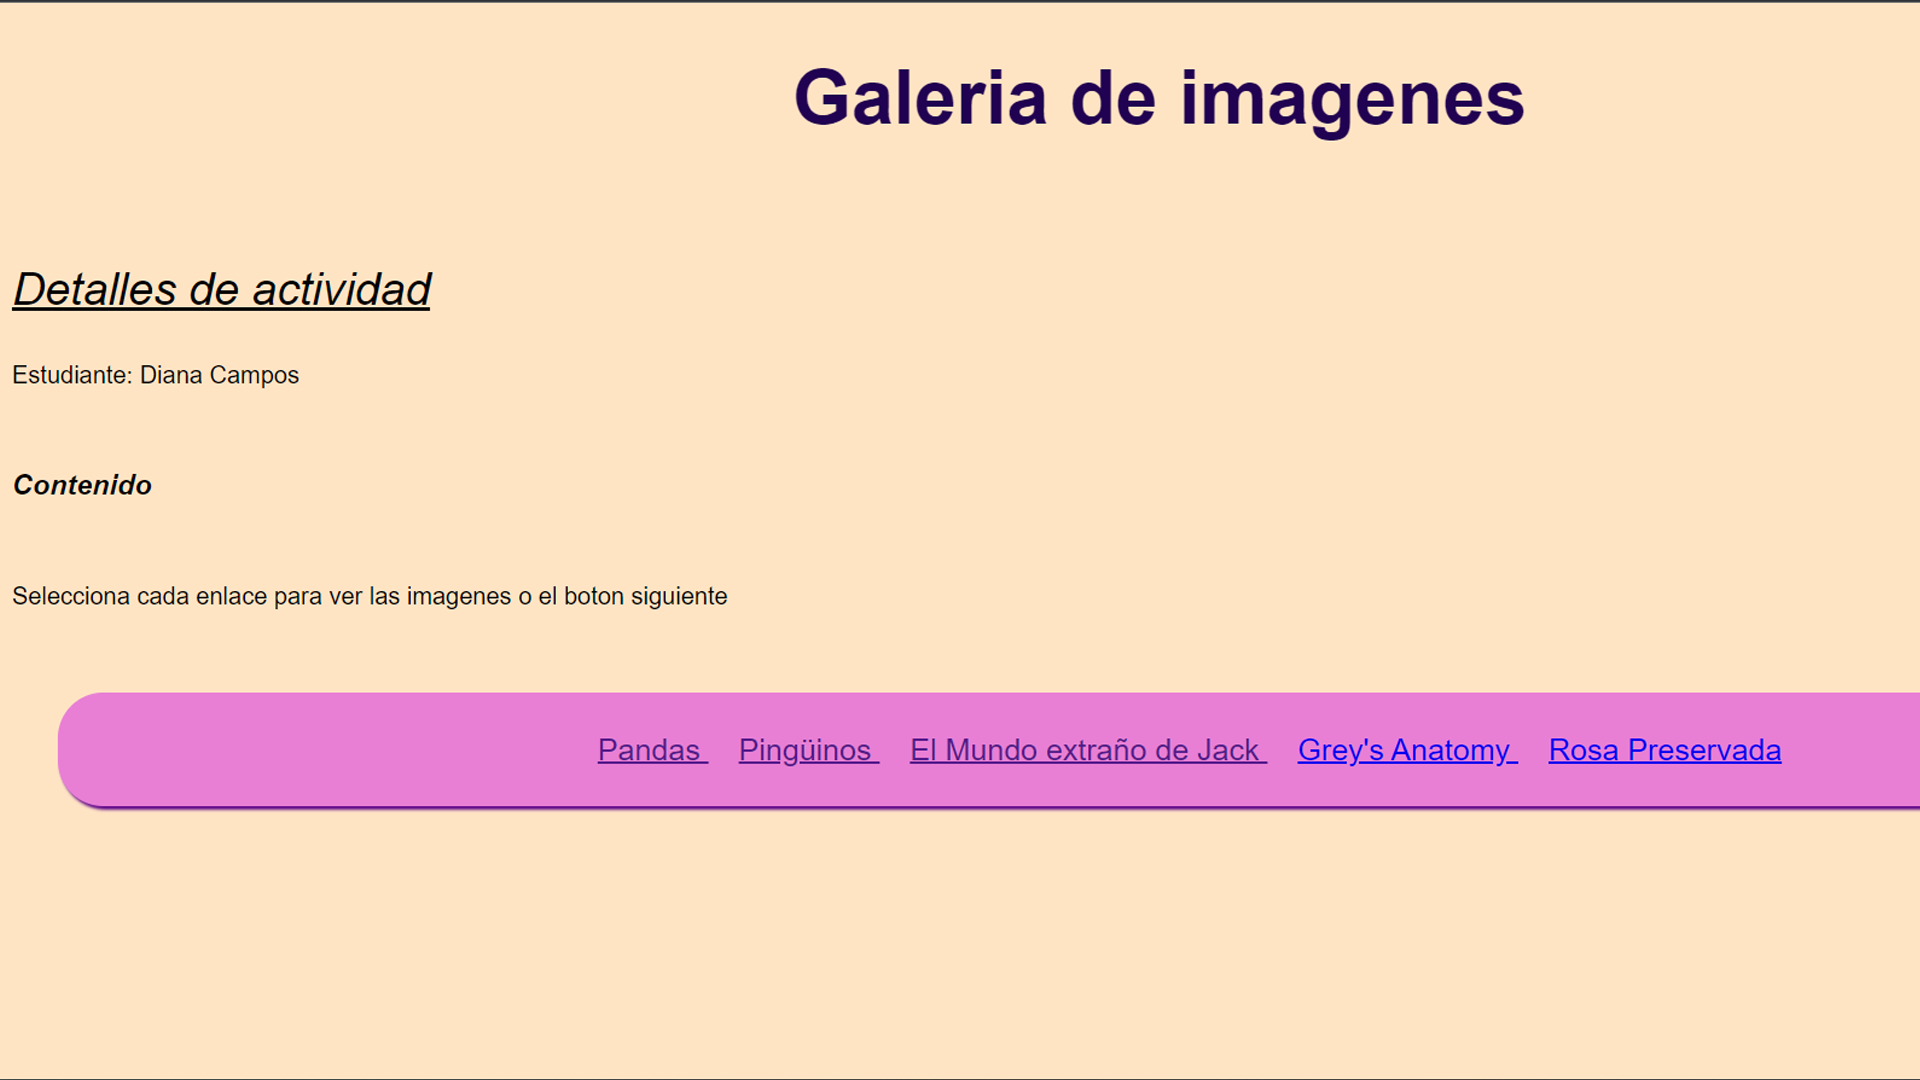 Galeria de imagenes
Detalles de actividad
Estudiante: Diana Campos
Contenido
Selecciona cada enlace para ver las imagenes o el boton siguiente
Pandas Pingüinos El Mundo extraño de Jack Grey's Anatomy Rosa Preservada